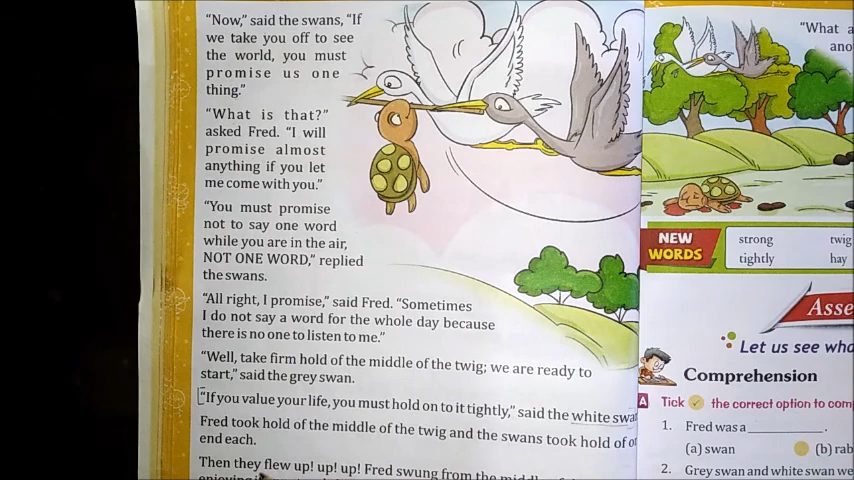 “Now,” said the swans, “If
we take you off to see
the world, you must
promise us one
thing.”
“What is that?”
asked Fred. “I will
promise almost
anything if you let
me come with you.”
“You must promise
not to say one word
while you are in the air,
NOT ONE WORD,” replied
the swans.
“All right, I promise,” said Fred. “Sometimes
I do not say a word for the whole day because
there is no one to listen to me.”
“Well, take firm hold of the middle of the twig; we are ready to
start,” said the grey swan.
“If you value your life, you must hold on to it tightly,” said the white
Fred took hold of the middle of the twig and the swans took hold of
end each.
Then they flew up! up! up! Fred swung from the
“What
NEW
WORDS
strong twig
tightly hay
Let us see
Comprehension
A Tick ✓ the correct option to
1. Fred was a __________.
(a) swan (b)
2. Grey swan and white swan